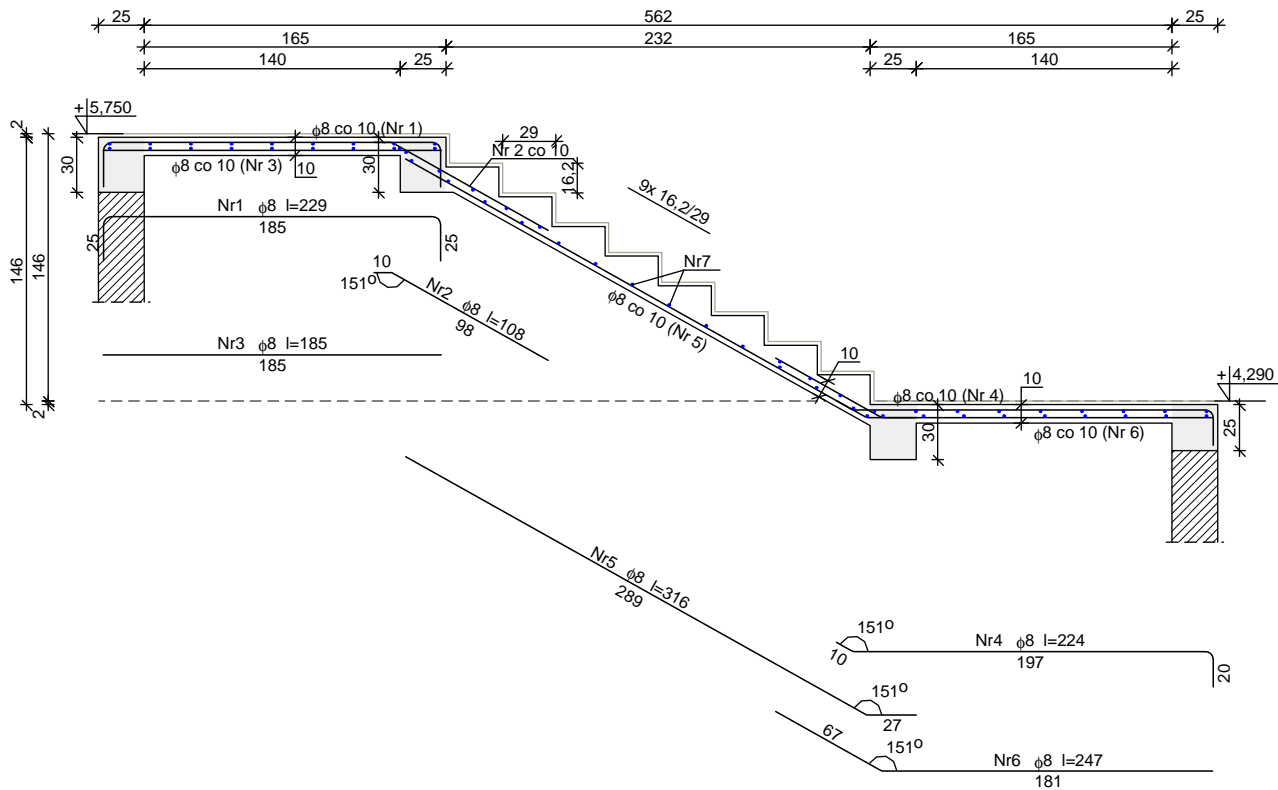 25 562 25
165 232 165
140 25 25 140
+5,750
2
30
146
146
2
ϕ8 co 10 (Nr 1)
ϕ8 co 10 (Nr 3)
10
30
29
Nr 2 co 10
16,2
9x 16,2/29
Nr1 ϕ8 l=229
185
25
25
10
151°
Nr2 ϕ8 l=108
98
Nr7
ϕ8 co 10 (Nr 5)
Nr3 ϕ8 l=185
185
10
+4,290
ϕ8 co 10 (Nr 4)
10
ϕ8 co 10 (Nr 6)
30
25
Nr5 ϕ8 l=316
289
151°
27
151°
10
Nr4 ϕ8 l=224
197
20
67
151°
Nr6 ϕ8 l=247
181